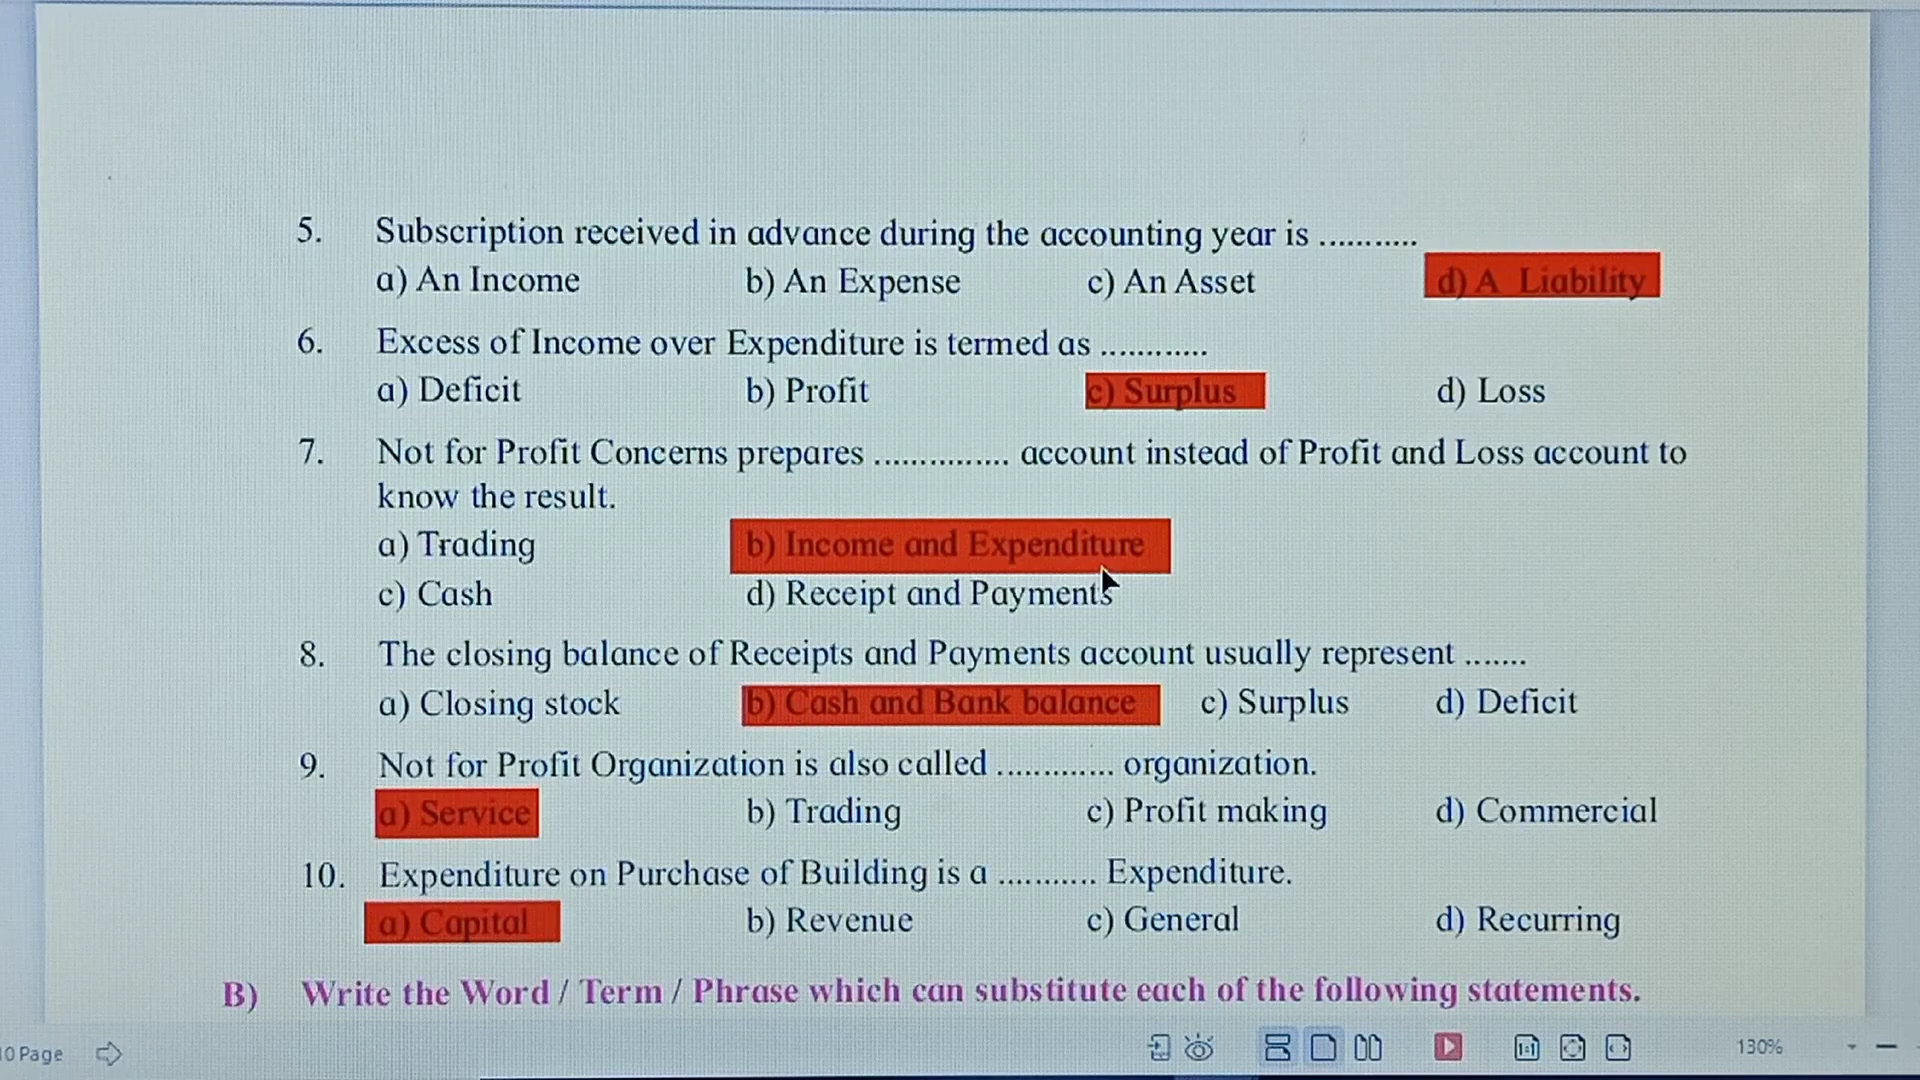 5. Subscription received in advance during the accounting year is ...........
a) An Income b) An Expense c) An Asset d) A Liability
6. Excess of Income over Expenditure is termed as ............
a) Deficit b) Profit c) Surplus d) Loss
7. Not for Profit Concerns prepares ............... account instead of Profit and Loss account to
know the result.
a) Trading b) Income and Expenditure
c) Cash d) Receipt and Payments
8. The closing balance of Receipts and Payments account usually represent .......
a) Closing stock b) Cash and Bank balance c) Surplus d) Deficit
9. Not for Profit Organization is also called ............. organization.
a) Service b) Trading c) Profit making d) Commercial
10. Expenditure on Purchase of Building is a ........... Expenditure.
a) Capital b) Revenue c) General d) Recurring
B) Write the Word / Term / Phrase which can substitute each of the following statements.
Page 130%